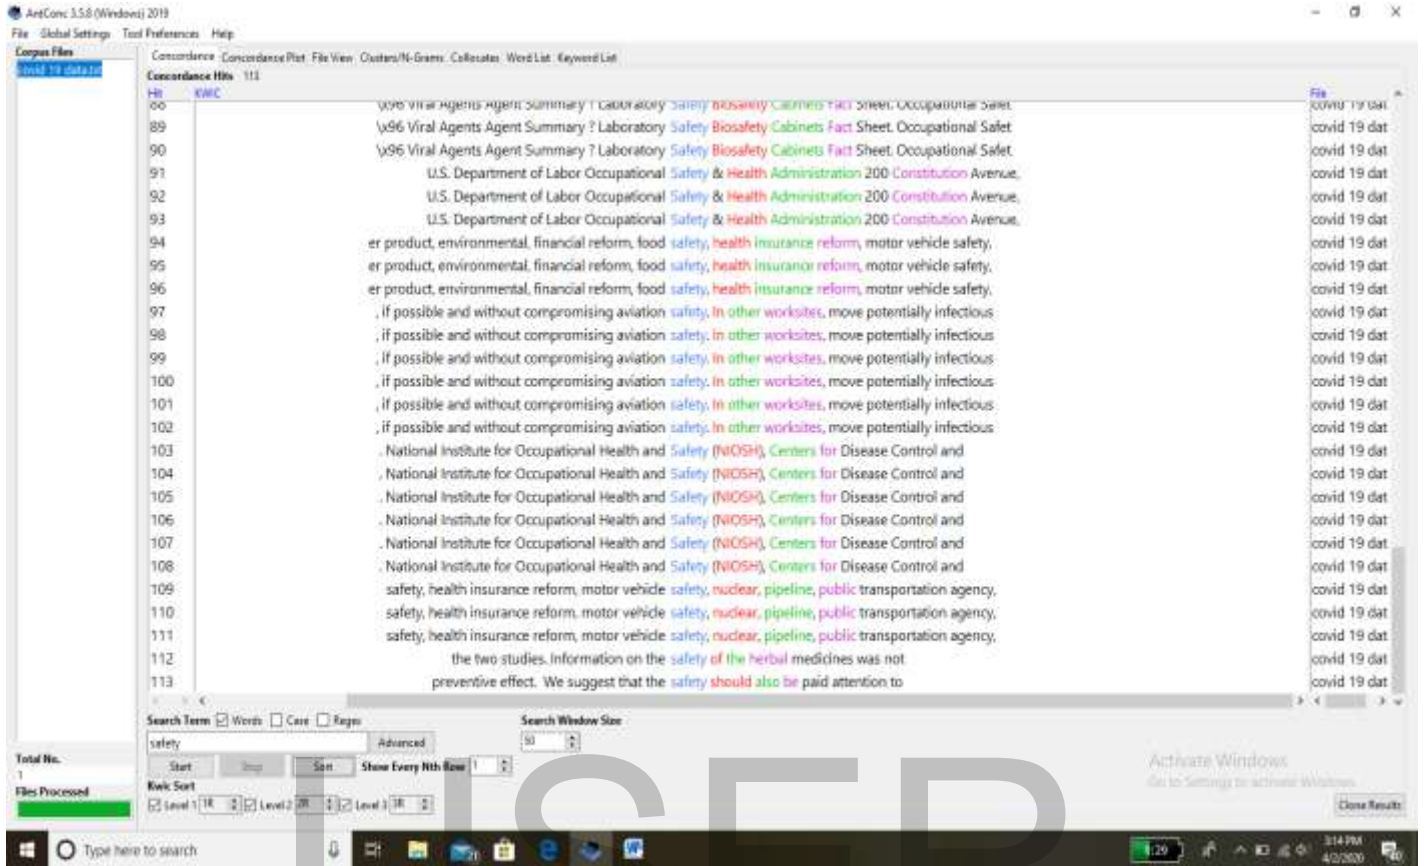 AntConc 3.5.8 (Windows) 2019
File Global Settings Tool Preferences Help
Corpus Files
covid 19 data.txt
Concordance Concordance Plot File View Clusters/N-Grams Collocates Word List Keyword List
Concordance Hits 113
Hit KWIC File
88 \x96 Viral Agents Agent Summary ? Laboratory Safety Biosafety Cabinets Fact Sheet. Occupational Safet covid 19 dat
89 \x96 Viral Agents Agent Summary ? Laboratory Safety Biosafety Cabinets Fact Sheet. Occupational Safet covid 19 dat
90 \x96 Viral Agents Agent Summary ? Laboratory Safety Biosafety Cabinets Fact Sheet. Occupational Safet covid 19 dat
91 U.S. Department of Labor Occupational Safety & Health Administration 200 Constitution Avenue, covid 19 dat
92 U.S. Department of Labor Occupational Safety & Health Administration 200 Constitution Avenue, covid 19 dat
93 U.S. Department of Labor Occupational Safety & Health Administration 200 Constitution Avenue, covid 19 dat
94 er product, environmental, financial reform, food safety, health insurance reform, motor vehicle safety, covid 19 dat
95 er product, environmental, financial reform, food safety, health insurance reform, motor vehicle safety, covid 19 dat
96 er product, environmental, financial reform, food safety, health insurance reform, motor vehicle safety, covid 19 dat
97 , if possible and without compromising aviation safety. In other worksites, move potentially infectious covid 19 dat
98 , if possible and without compromising aviation safety. In other worksites, move potentially infectious covid 19 dat
99 , if possible and without compromising aviation safety. In other worksites, move potentially infectious covid 19 dat
100 , if possible and without compromising aviation safety. In other worksites, move potentially infectious covid 19 dat
101 , if possible and without compromising aviation safety. In other worksites, move potentially infectious covid 19 dat
102 , if possible and without compromising aviation safety. In other worksites, move potentially infectious covid 19 dat
103 . National Institute for Occupational Health and Safety (NIOSH), Centers for Disease Control and covid 19 dat
104 . National Institute for Occupational Health and Safety (NIOSH), Centers for Disease Control and covid 19 dat
105 . National Institute for Occupational Health and Safety (NIOSH), Centers for Disease Control and covid 19 dat
106 . National Institute for Occupational Health and Safety (NIOSH), Centers for Disease Control and covid 19 dat
107 . National Institute for Occupational Health and Safety (NIOSH), Centers for Disease Control and covid 19 dat
108 . National Institute for Occupational Health and Safety (NIOSH), Centers for Disease Control and covid 19 dat
109 safety, health insurance reform, motor vehicle safety, nuclear, pipeline, public transportation agency, covid 19 dat
110 safety, health insurance reform, motor vehicle safety, nuclear, pipeline, public transportation agency, covid 19 dat
111 safety, health insurance reform, motor vehicle safety, nuclear, pipeline, public transportation agency, covid 19 dat
112 the two studies. Information on the safety of the herbal medicines was not covid 19 dat
113 preventive effect. We suggest that the safety should also be paid attention to covid 19 dat
Search Term Words Case Regex Search Window Size
safety Advanced 50
Start Stop Sort Show Every Nth Row 1
Kwic Sort
Level 1 1R Level 2 2R Level 3 3R
Total No.
1
Files Processed
Activate Windows
Go to Settings to activate Windows.
Clone Results
Type here to search
1:29
3:14 PM
4/2/2020
IJSER